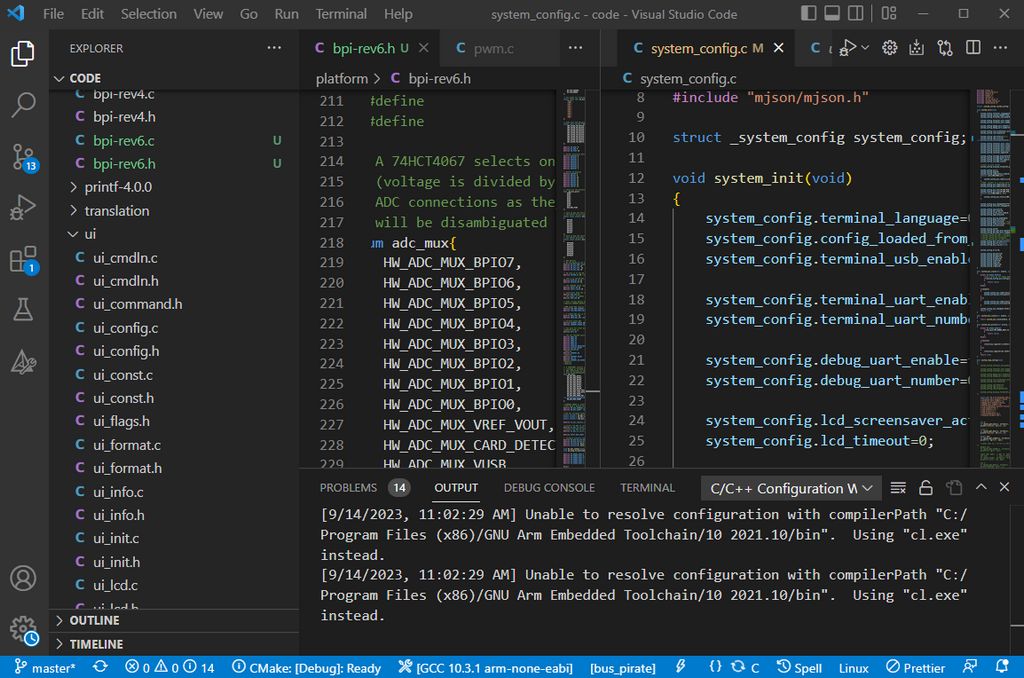 File Edit Selection View Go Run Terminal Help system_config.c - code - Visual Studio Code
EXPLORER
CODE
bpi-rev4.c
bpi-rev4.h
bpi-rev6.c U
bpi-rev6.h U
printf-4.0.0
translation
ui
ui_cmdln.c
ui_cmdln.h
ui_command.h
ui_config.c
ui_config.h
ui_const.c
ui_const.h
ui_flags.h
ui_format.c
ui_format.h
ui_info.c
ui_info.h
ui_init.c
ui_init.h
ui_lcd.c
ui_lcd.h
OUTLINE
TIMELINE
13
1
C bpi-rev6.h U
C pwm.c
platform > C bpi-rev6.h
211 #define
212 #define
213
214 A 74HCT4067 selects on
215 (voltage is divided by
216 ADC connections as the
217 will be disambiguated
218 um adc_mux{
219 HW_ADC_MUX_BPIO7,
220 HW_ADC_MUX_BPIO6,
221 HW_ADC_MUX_BPIO5,
222 HW_ADC_MUX_BPIO4,
223 HW_ADC_MUX_BPIO3,
224 HW_ADC_MUX_BPIO2,
225 HW_ADC_MUX_BPIO1,
226 HW_ADC_MUX_BPIO0,
227 HW_ADC_MUX_VREF_VOUT,
228 HW_ADC_MUX_CARD_DETEC
229 HW_ADC_MUX_VUSB
C system_config.c M
C
C system_config.c
8 #include "mjson/mjson.h"
9
10 struct _system_config system_config;
11
12 void system_init(void)
13 {
14 system_config.terminal_language=
15 system_config.config_loaded_from_
16 system_config.terminal_usb_enabl
17
18 system_config.terminal_uart_enab
19 system_config.terminal_uart_numb
20
21 system_config.debug_uart_enable=
22 system_config.debug_uart_number=
23
24 system_config.lcd_screensaver_act
25 system_config.lcd_timeout=0;
26
PROBLEMS 14 OUTPUT DEBUG CONSOLE TERMINAL C/C++ Configuration W
[9/14/2023, 11:02:29 AM] Unable to resolve configuration with compilerPath "C:/
Program Files (x86)/GNU Arm Embedded Toolchain/10 2021.10/bin". Using "cl.exe"
instead.
[9/14/2023, 11:02:29 AM] Unable to resolve configuration with compilerPath "C:/
Program Files (x86)/GNU Arm Embedded Toolchain/10 2021.10/bin". Using "cl.exe"
instead.
master* 0 0 14 CMake: [Debug]: Ready [GCC 10.3.1 arm-none-eabi] [bus_pirate] {} C Spell Linux Prettier